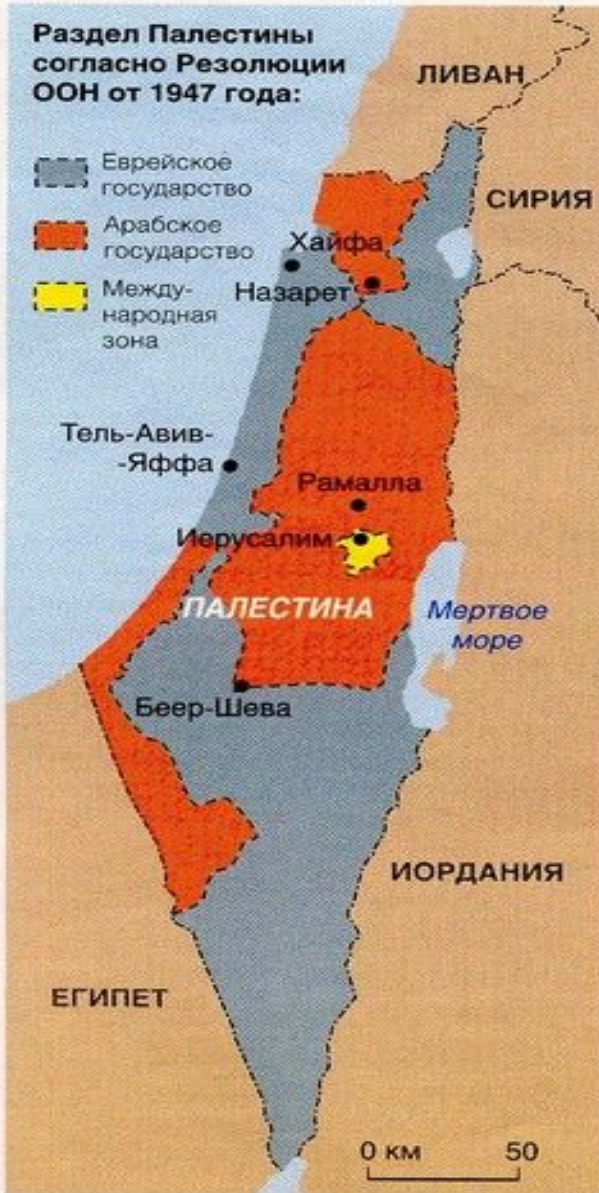 Раздел Палестины
согласно Резолюции
ООН от 1947 года:
Еврейское
государство
Арабское
государство
Между-
народная
зона
ЛИВАН
СИРИЯ
Хайфа
Назарет
Тель-Авив-
-Яффа
Рамалла
Иерусалим
ПАЛЕСТИНА
Мертвое
море
Беер-Шева
ИОРДАНИЯ
ЕГИПЕТ
0 км 50